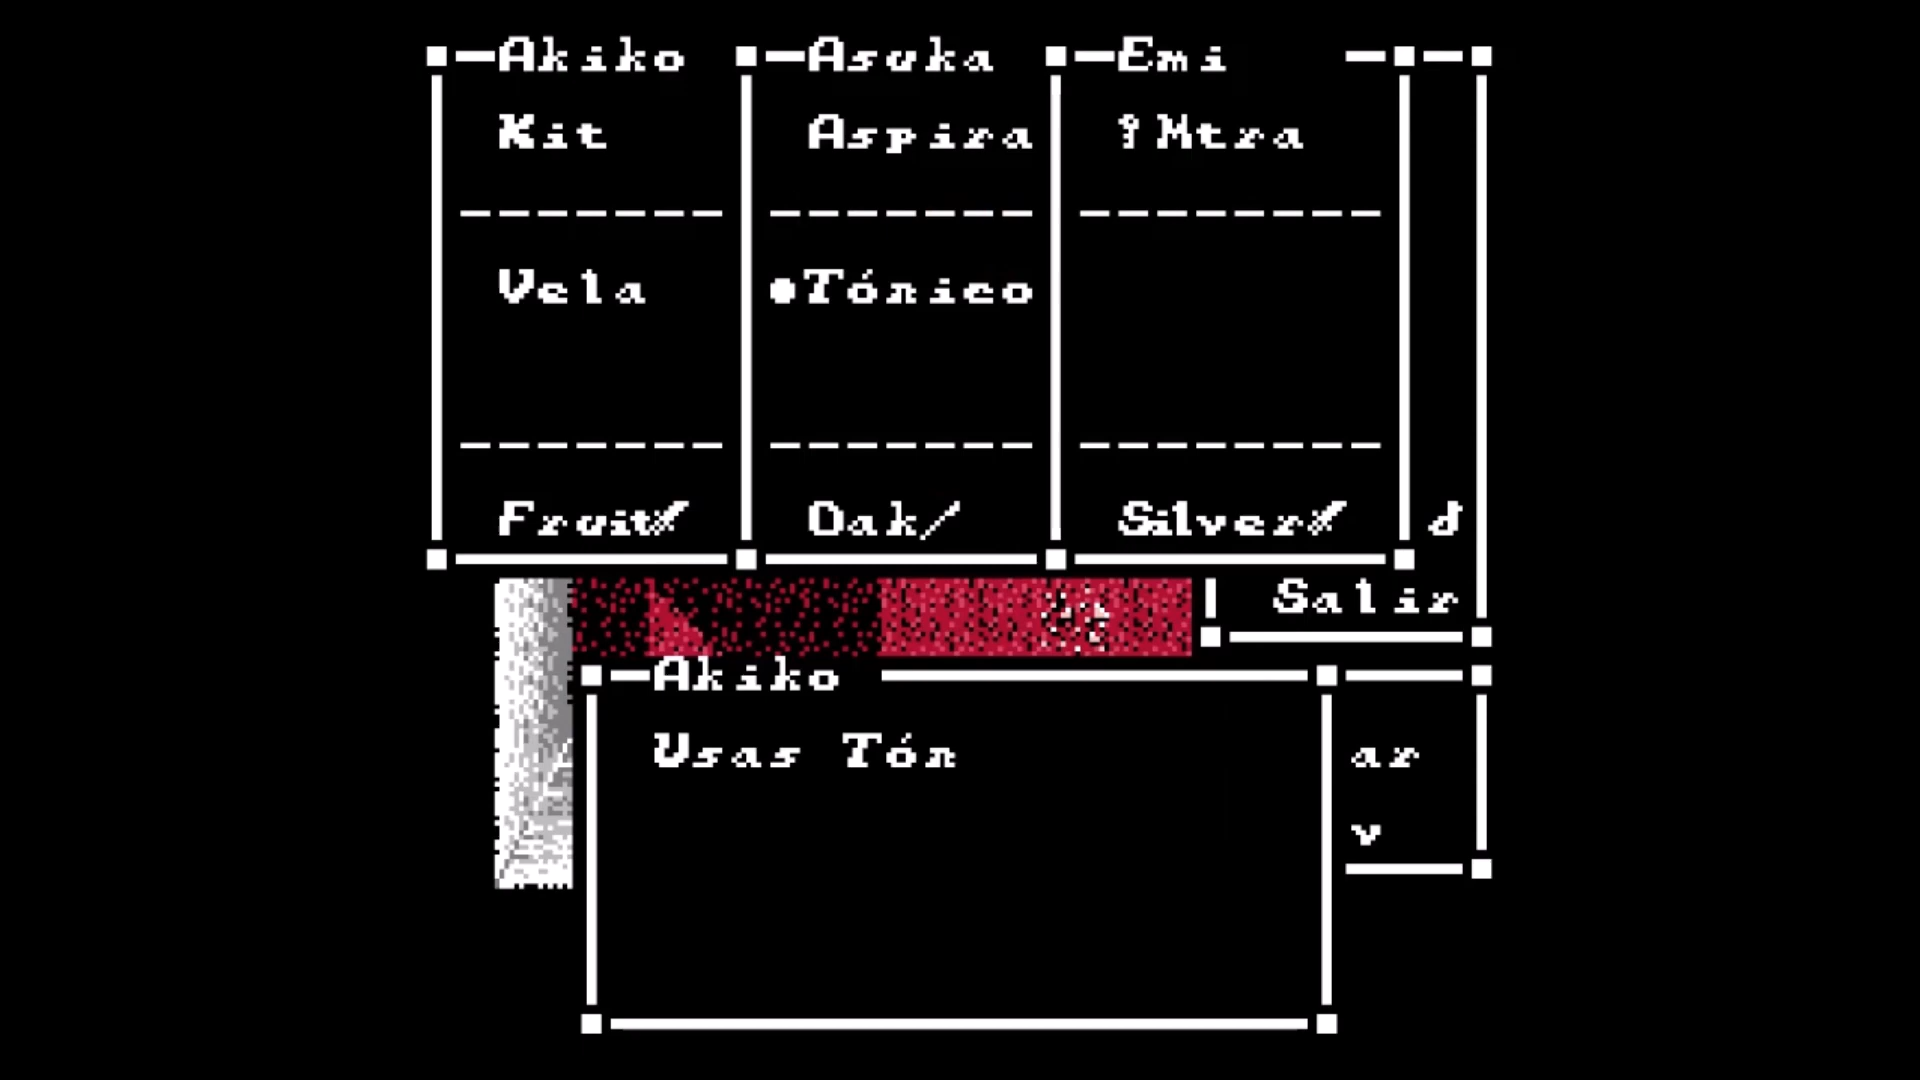 Akiko Asuka Emi
Kit Aspira Mtra
Vela Tónico
Fruit Oak/ Silver d
Salir
Akiko
Usas Tón
ar
v